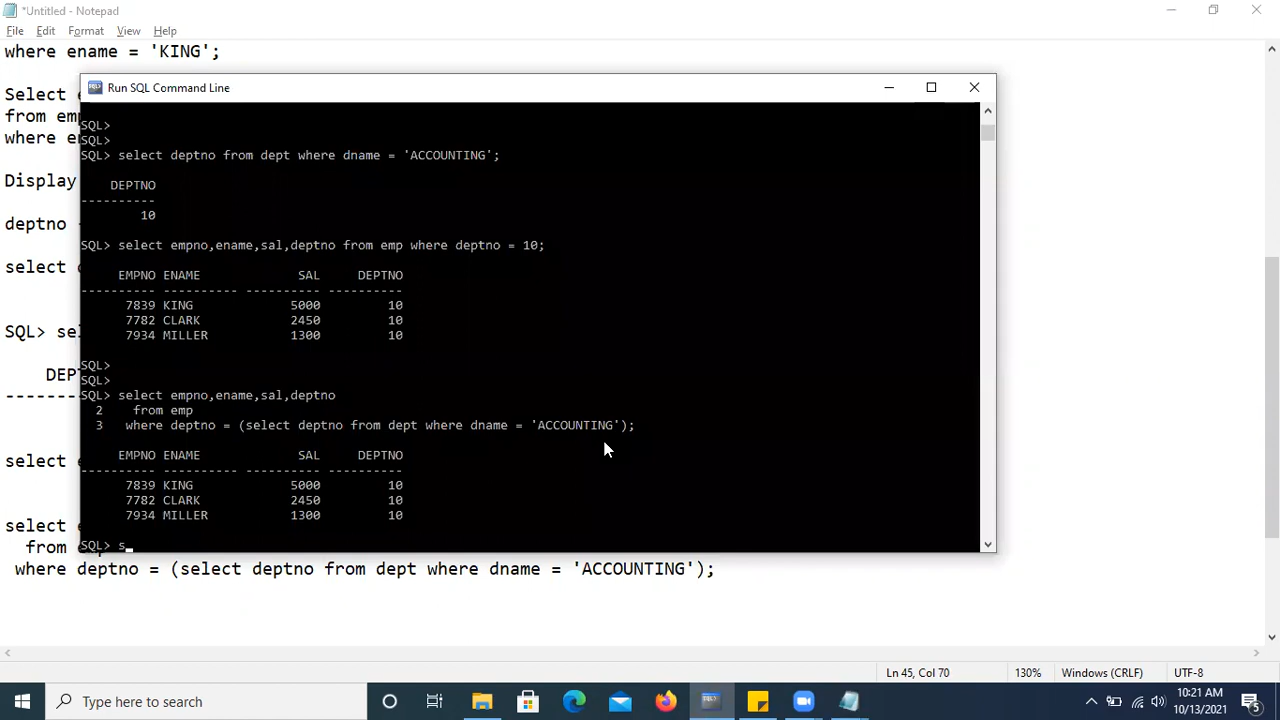 *Untitled - Notepad
File Edit Format View Help
where ename = 'KING';
Select
from emp
where
Display
deptno
select
SQL>
select
select
from
where deptno = (select deptno from dept where dname = 'ACCOUNTING');
Run SQL Command Line
SQL>
SQL>
SQL> select deptno from dept where dname = 'ACCOUNTING';
DEPTNO
----------
10
SQL> select empno,ename,sal,deptno from emp where deptno = 10;
EMPNO ENAME SAL DEPTNO
---------- ---------- ---------- ----------
7839 KING 5000 10
7782 CLARK 2450 10
7934 MILLER 1300 10
SQL>
SQL>
SQL> select empno,ename,sal,deptno
2 from emp
3 where deptno = (select deptno from dept where dname = 'ACCOUNTING');
EMPNO ENAME SAL DEPTNO
---------- ---------- ---------- ----------
7839 KING 5000 10
7782 CLARK 2450 10
7934 MILLER 1300 10
SQL> s
Ln 45, Col 70 130% Windows (CRLF) UTF-8
Type here to search
10:21 AM
10/13/2021
5